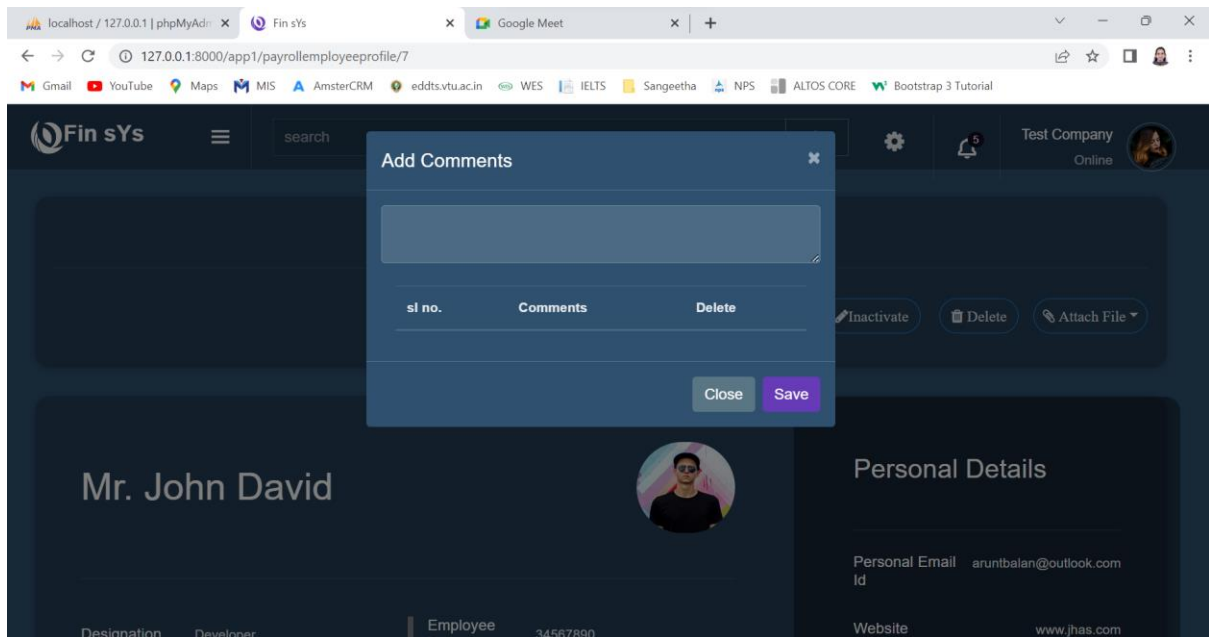 localhost / 127.0.0.1 | phpMyAdm
Fin sYs
Google Meet
127.0.0.1:8000/app1/payrollemployeeprofile/7
Gmail YouTube Maps MIS AmsterCRM eddts.vtu.ac.in WES IELTS Sangeetha NPS ALTOS CORE Bootstrap 3 Tutorial
Fin sYs
search
5
Test Company
Online
Add Comments
sl no. Comments Delete
Close Save
Inactivate Delete Attach File
Mr. John David
Designation Developer
Employee
34567890
Personal Details
Personal Email Id aruntbalan@outlook.com
Website www.jhas.com